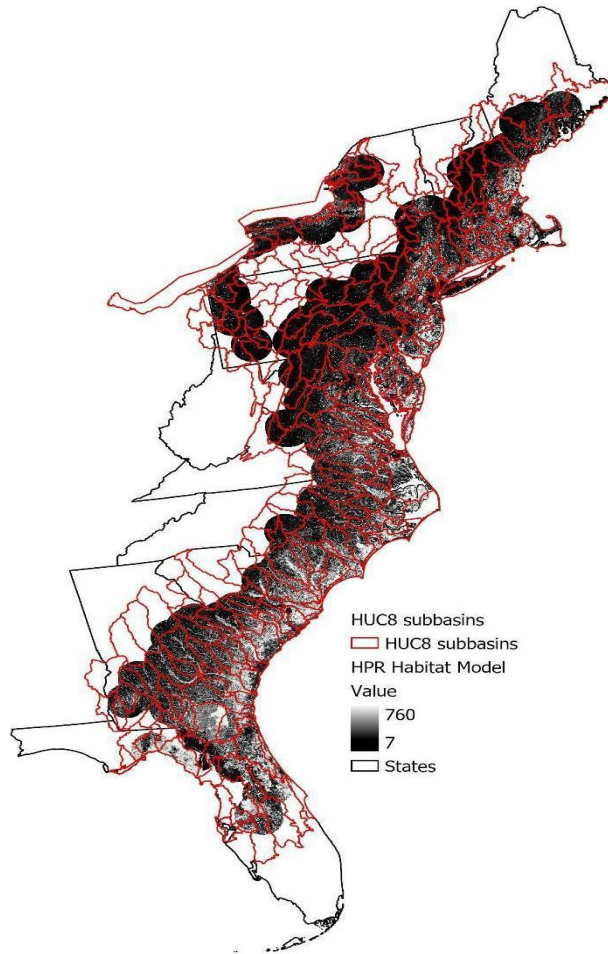 HUC8 subbasins
HUC8 subbasins
HPR Habitat Model
Value
760
7
States